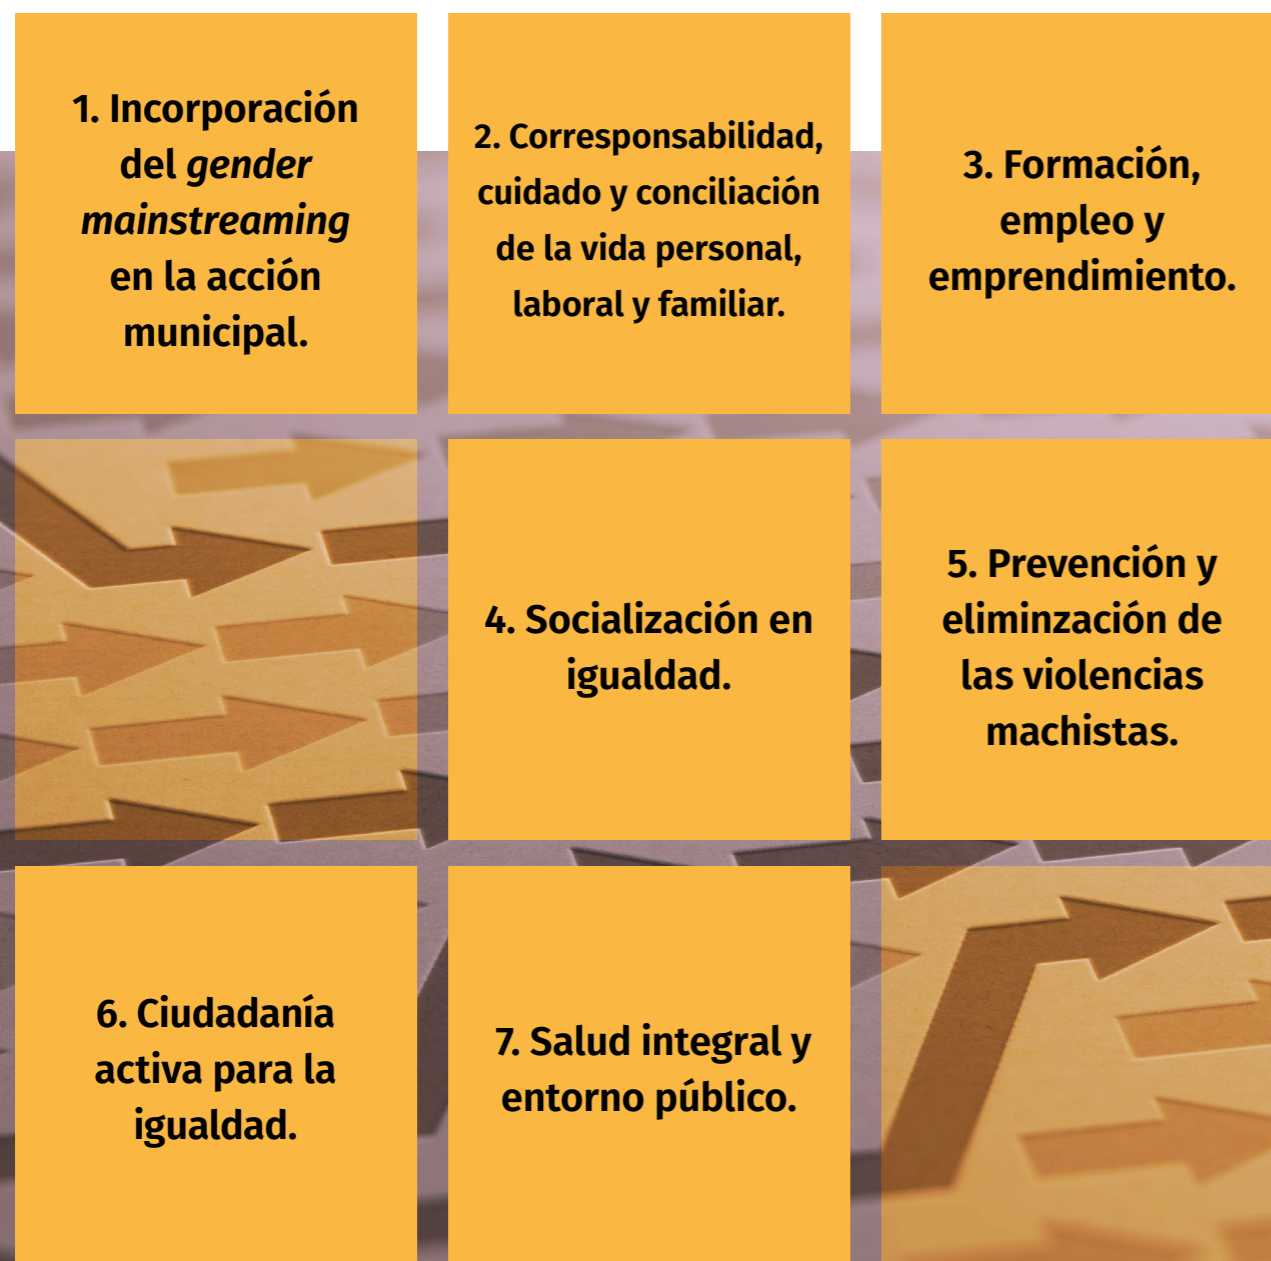 1. Incorporación
del gender
mainstreaming
en la acción
municipal.
2. Corresponsabilidad,
cuidado y conciliación
de la vida personal,
laboral y familiar.
3. Formación,
empleo y
emprendimiento.
4. Socialización en
igualdad.
5. Prevención y
eliminzación de
las violencias
machistas.
6. Ciudadanía
activa para la
igualdad.
7. Salud integral y
entorno público.